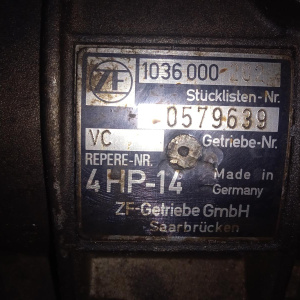 ZF 1036 000-
Stücklisten-Nr.
0579639
VC Getriebe-Nr.
REPERE-NR.
4 HP-14 Made in
Germany
ZF-Getriebe GmbH
Saarbrücken